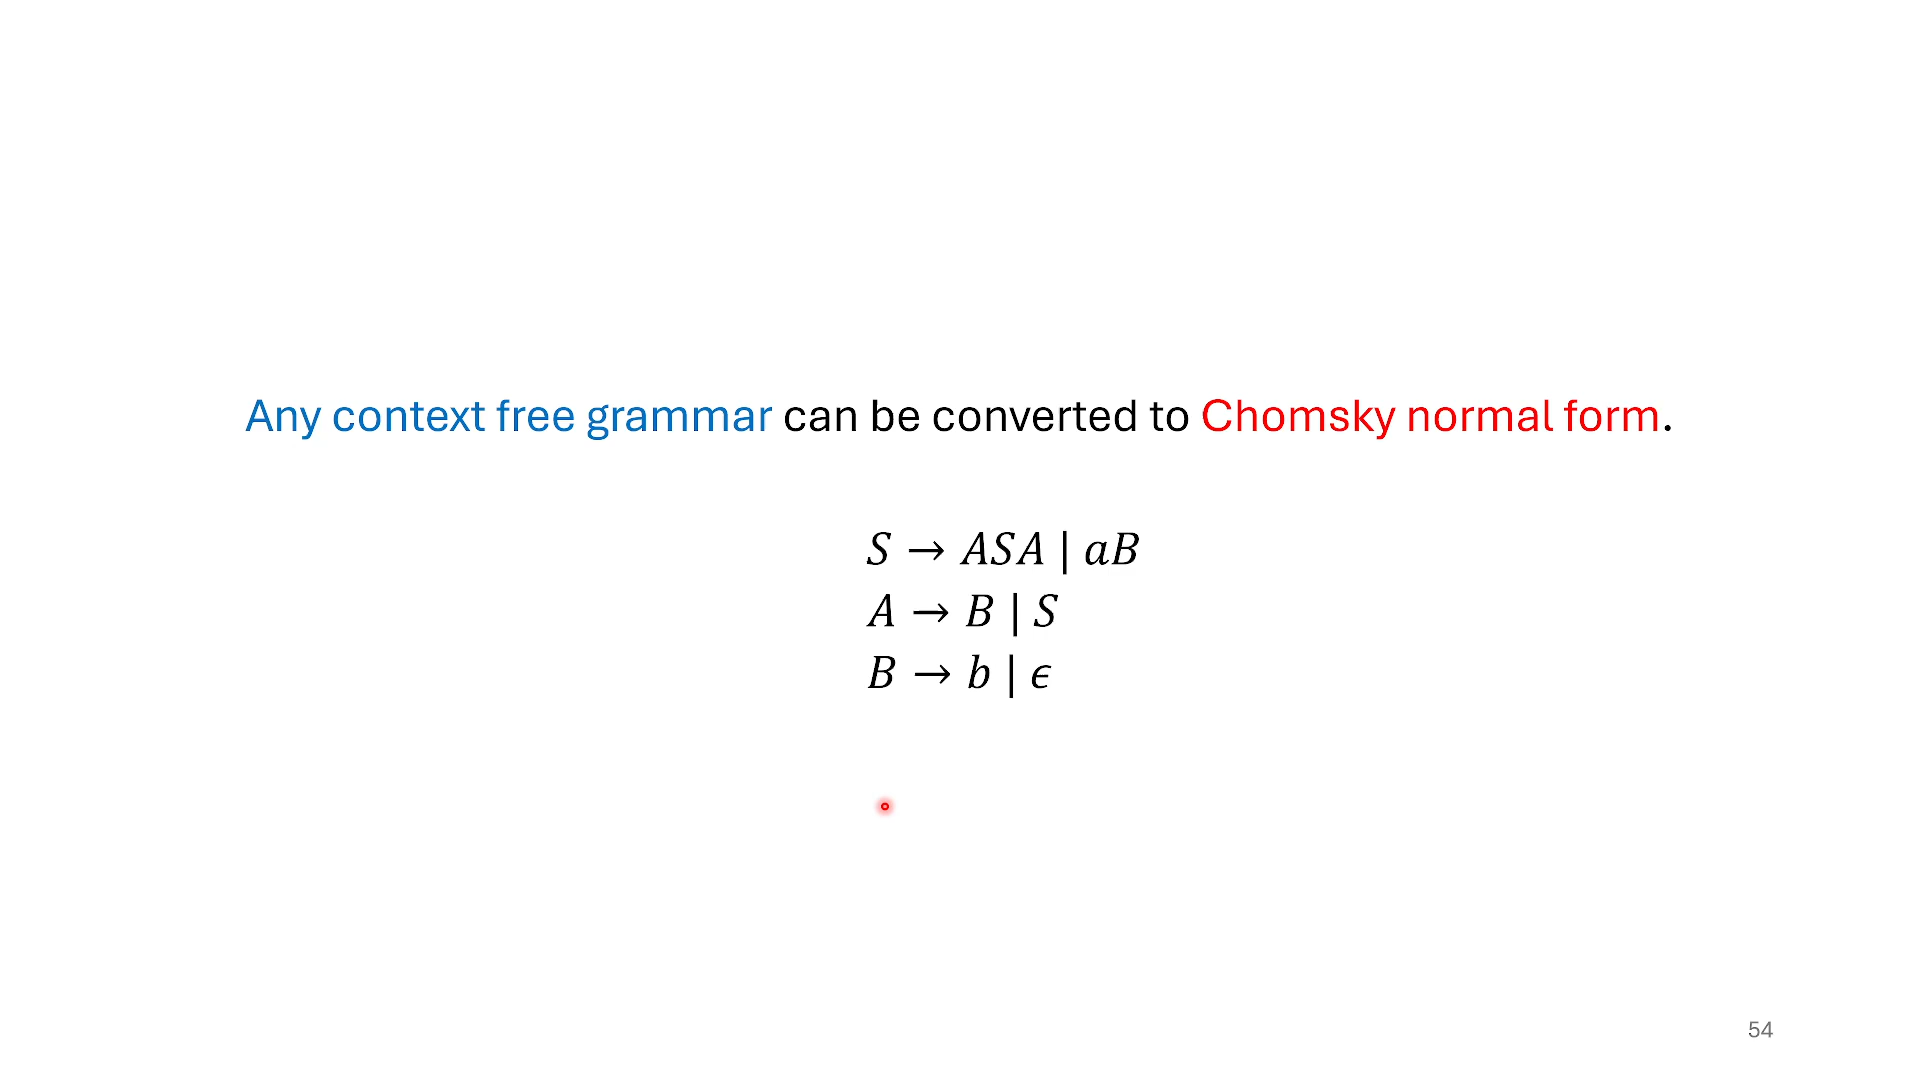 Any context free grammar can be converted to Chomsky normal form.
S → ASA | aB
A → B | S
B → b | ϵ
54